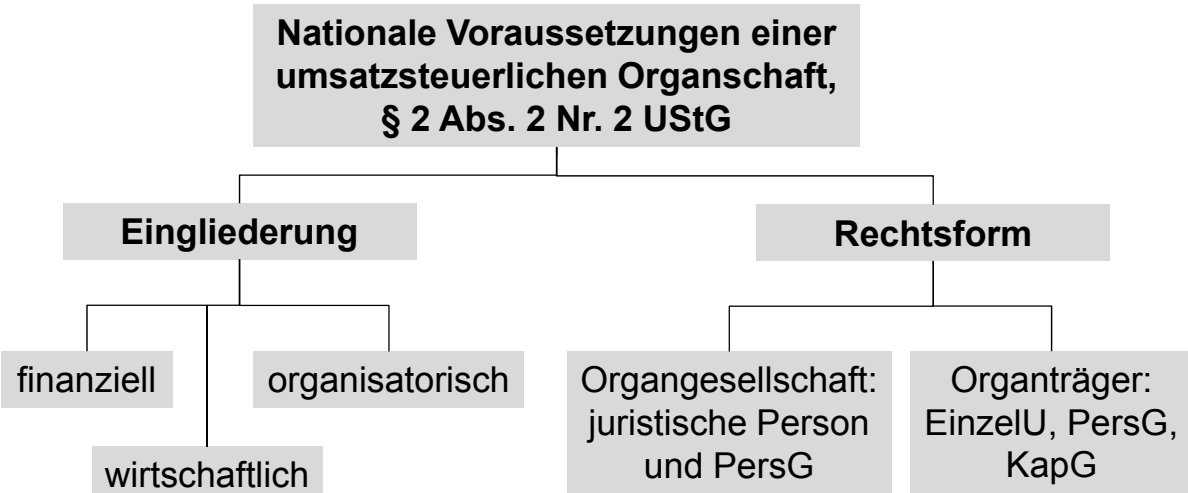 Nationale Voraussetzungen einer
umsatzsteuerlichen Organschaft,
§ 2 Abs. 2 Nr. 2 UStG
Eingliederung
Rechtsform
finanziell
organisatorisch
wirtschaftlich
Organgesellschaft:
juristische Person
und PersG
Organträger:
EinzelU, PersG,
KapG